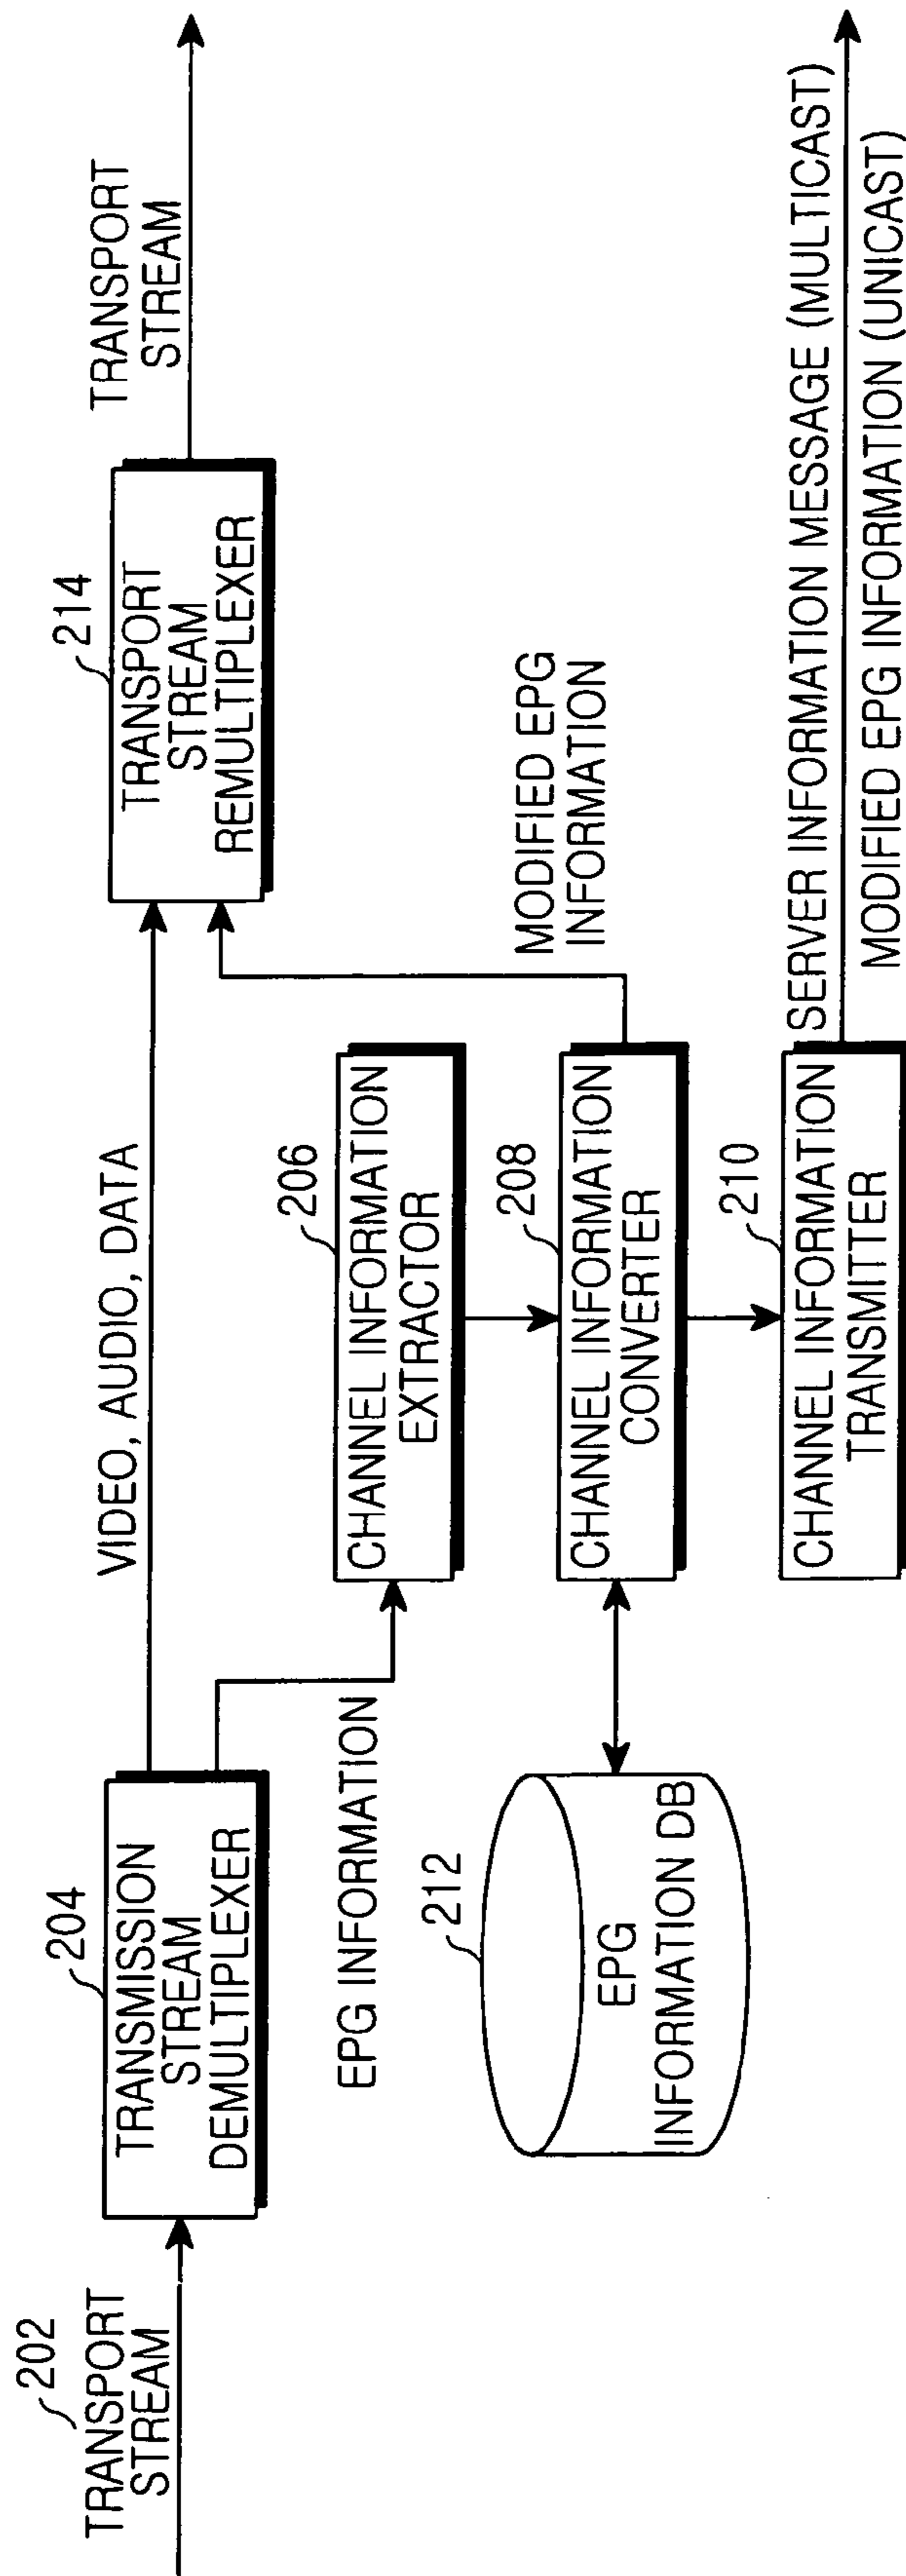 202
TRANSPORT
STREAM
204
TRANSMISSION
STREAM
DEMULTIPLEXER
VIDEO, AUDIO, DATA
214
TRANSPORT
STREAM
REMULTIPLEXER
TRANSPORT
STREAM
EPG INFORMATION
206
CHANNEL INFORMATION
EXTRACTOR
212
EPG
INFORMATION DB
208
CHANNEL INFORMATION
CONVERTER
MODIFIED EPG
INFORMATION
210
CHANNEL INFORMATION
TRANSMITTER
SERVER INFORMATION MESSAGE (MULTICAST)
MODIFIED EPG INFORMATION (UNICAST)